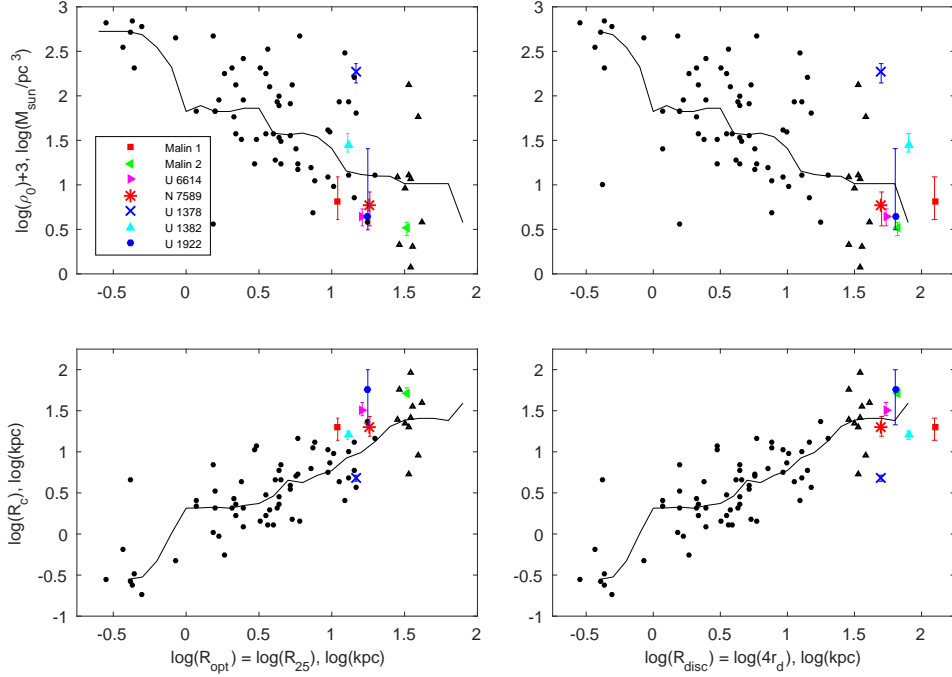 3
2.5
2
1.5
1
0.5
0
log(ρ0)+3, log(Msun/pc 3)
Malin 1
Malin 2
U 6614
N 7589
U 1378
U 1382
U 1922
-0.5 0 0.5 1 1.5 2
3
2.5
2
1.5
1
0.5
0
-0.5 0 0.5 1 1.5 2
2
1.5
1
0.5
0
-0.5
-1
log(Rc), log(kpc)
-0.5 0 0.5 1 1.5 2
log(Ropt) = log(R25), log(kpc)
2
1.5
1
0.5
0
-0.5
-1
-0.5 0 0.5 1 1.5 2
log(Rdisc) = log(4rd), log(kpc)